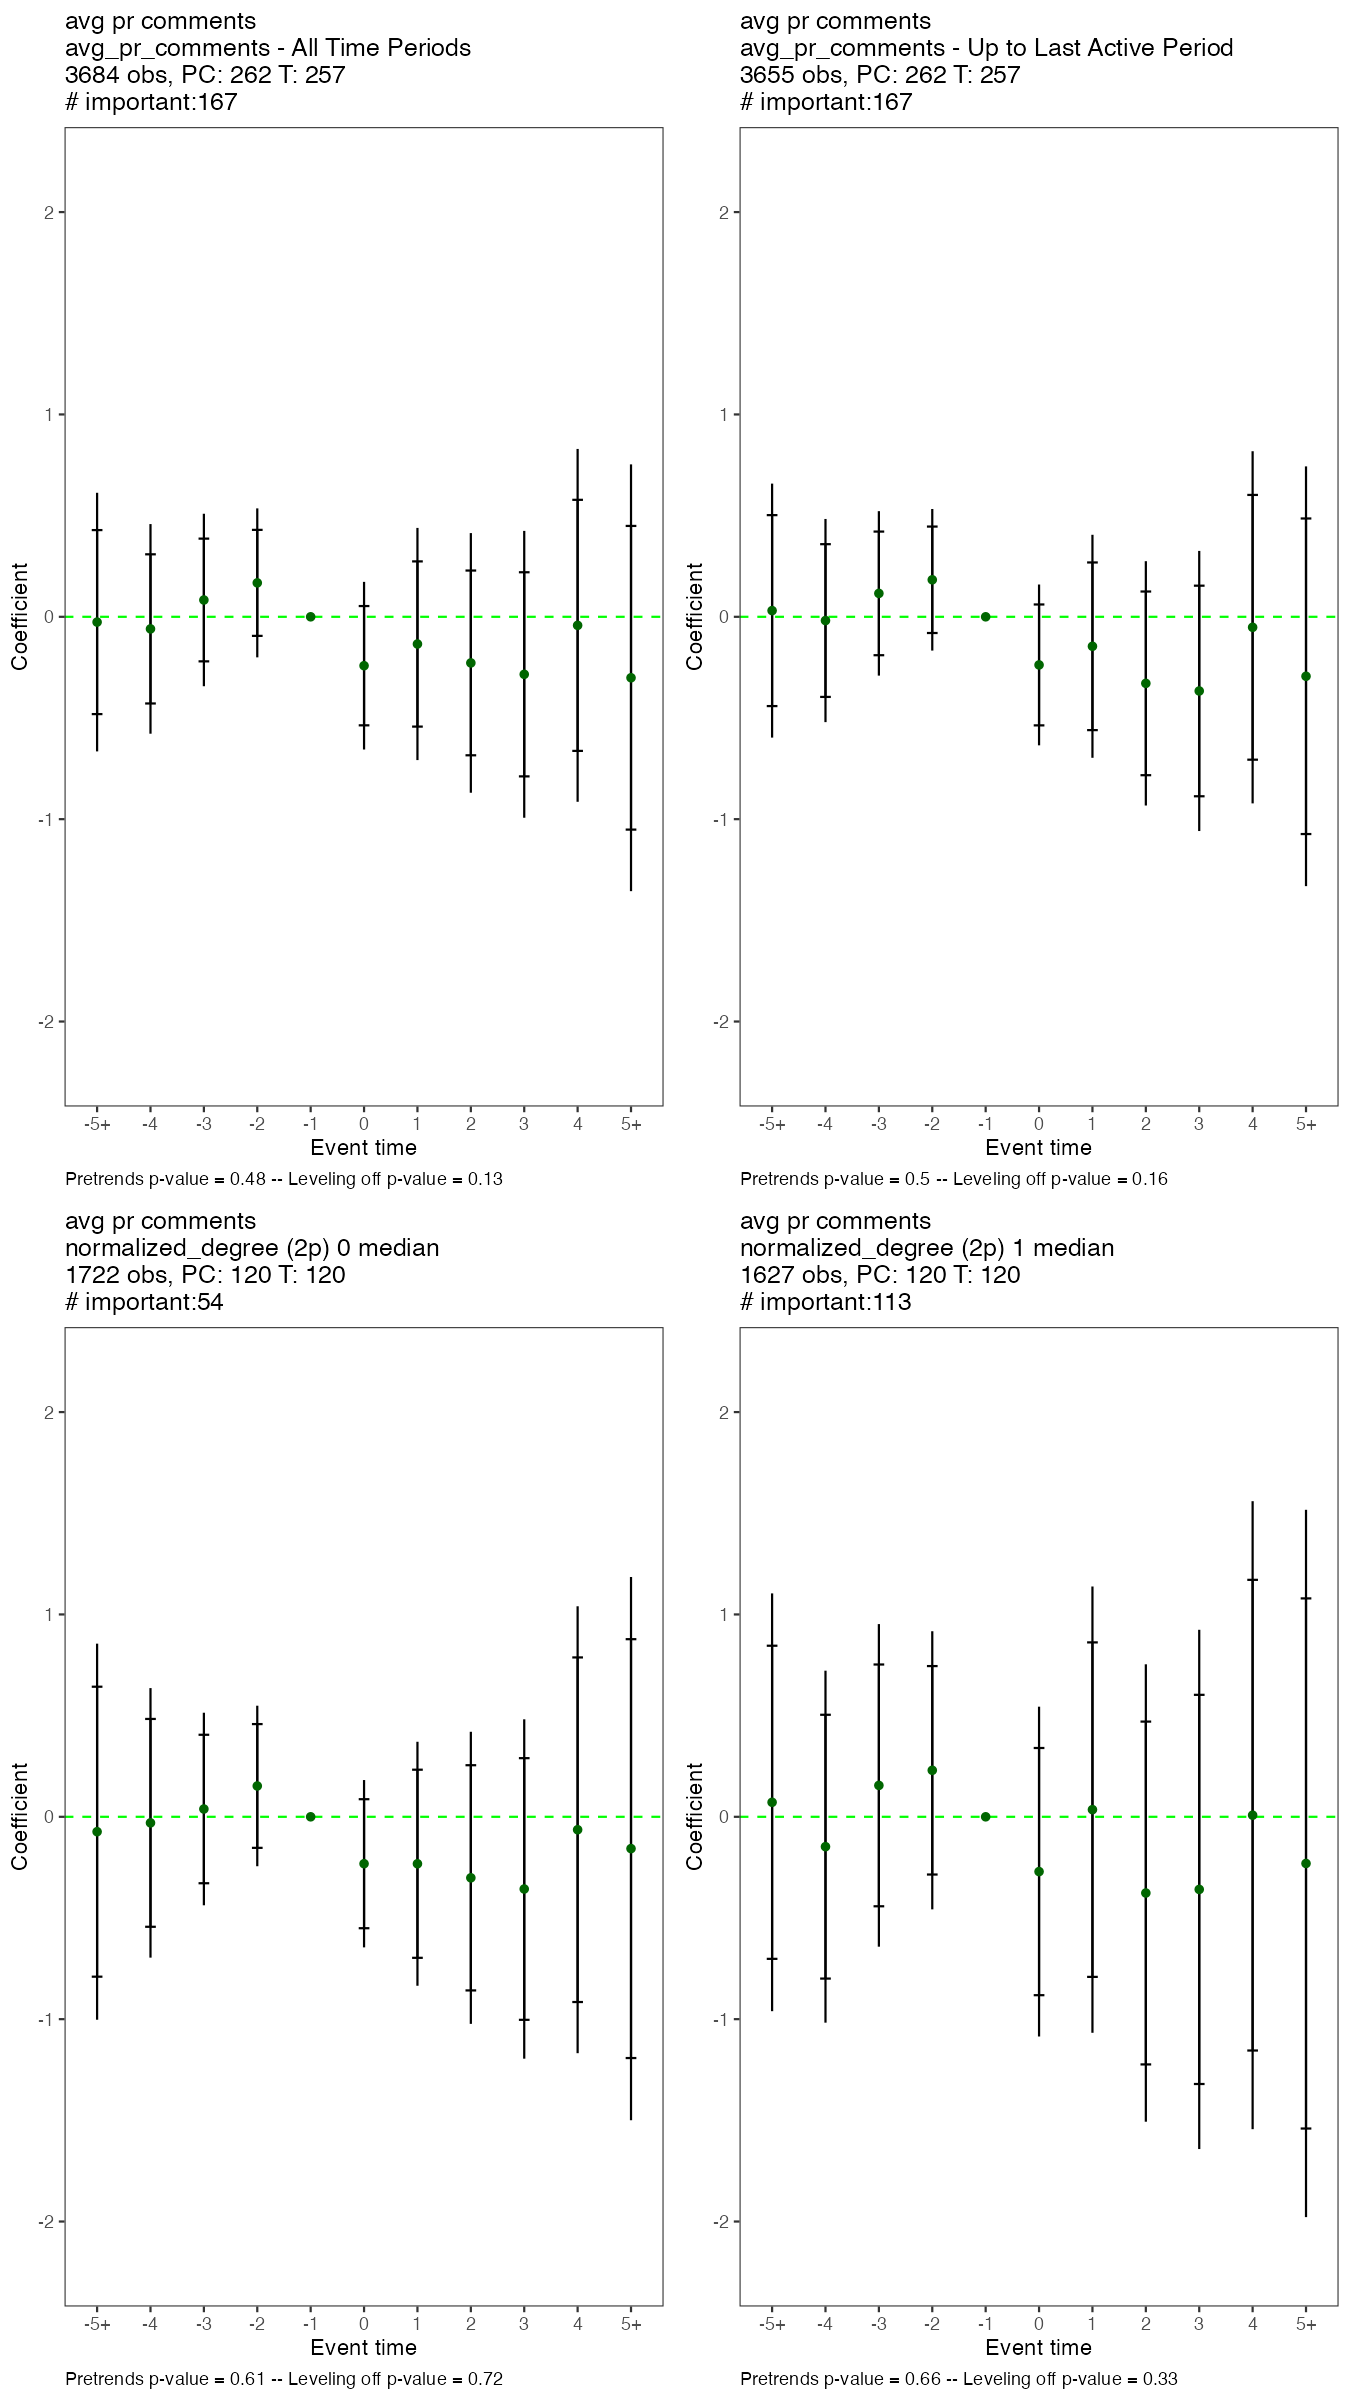 avg pr comments
avg_pr_comments - All Time Periods
3684 obs, PC: 262 T: 257
# important:167
2
1
0
-1
-2
Coefficient
-5+ -4 -3 -2 -1 0 1 2 3 4 5+
Event time
Pretrends p-value = 0.48 -- Leveling off p-value = 0.13
avg pr comments
avg_pr_comments - Up to Last Active Period
3655 obs, PC: 262 T: 257
# important:167
2
1
0
-1
-2
Coefficient
-5+ -4 -3 -2 -1 0 1 2 3 4 5+
Event time
Pretrends p-value = 0.5 -- Leveling off p-value = 0.16
avg pr comments
normalized_degree (2p) 0 median
1722 obs, PC: 120 T: 120
# important:54
2
1
0
-1
-2
Coefficient
-5+ -4 -3 -2 -1 0 1 2 3 4 5+
Event time
Pretrends p-value = 0.61 -- Leveling off p-value = 0.72
avg pr comments
normalized_degree (2p) 1 median
1627 obs, PC: 120 T: 120
# important:113
2
1
0
-1
-2
Coefficient
-5+ -4 -3 -2 -1 0 1 2 3 4 5+
Event time
Pretrends p-value = 0.66 -- Leveling off p-value = 0.33